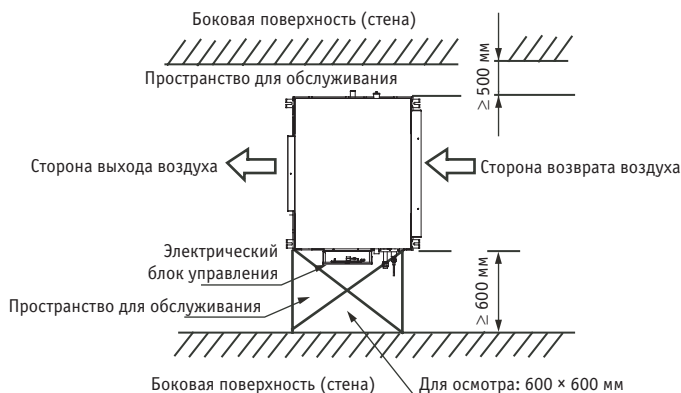 Боковая поверхность (стена)
Пространство для обслуживания
≥ 500 мм
Сторона выхода воздуха
Сторона возврата воздуха
Электрический
блок управления
Пространство для обслуживания
≥ 600 мм
Боковая поверхность (стена)
Для осмотра: 600 × 600 мм